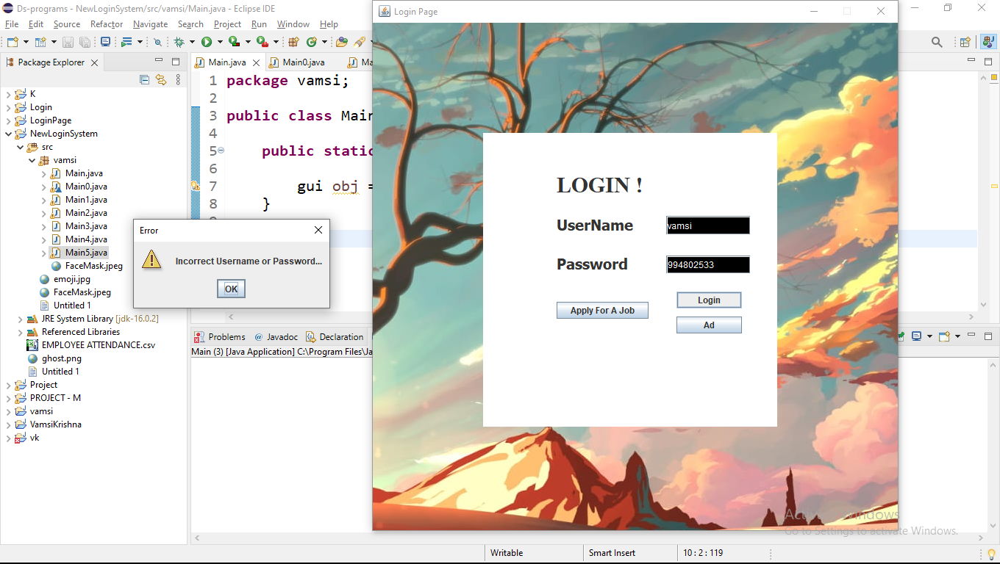 Ds-programs - NewLoginSystem/src/vamsi/Main.java - Eclipse IDE
File Edit Source Refactor Navigate Search Project Run Window Help
Package Explorer
K
Login
LoginPage
NewLoginSystem
src
vamsi
Main.java
Main0.java
Main1.java
Main2.java
Main3.java
Main4.java
Main5.java
FaceMask.jpeg
emoji.jpg
FaceMask.jpeg
Untitled 1
JRE System Library [jdk-16.0.2]
Referenced Libraries
EMPLOYEE ATTENDANCE.csv
ghost.png
Untitled 1
Project
PROJECT - M
vamsi
VamsiKrishna
vk
Main.java Main0.java Ma
1 package vamsi;
2
3 public class Main
4
5 public static
6
7 gui obj =
8 }
Error
Incorrect Username or Password...
OK
Problems @ Javadoc Declaration
Main (3) [Java Application] C:\Program Files\Ja
Login Page
LOGIN !
UserName vamsi
Password 994802533
Login
Apply For A Job
Ad
Activate Windows
Go to Settings to activate Windows.
Writable Smart Insert 10 : 2 : 119